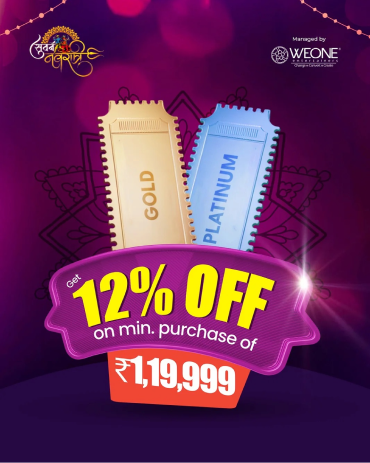 सुवर्ण
नवरात्रि
Managed by
WEONE
GOLD
PLATINUM
Get
12% OFF
on min. purchase of
₹1,19,999